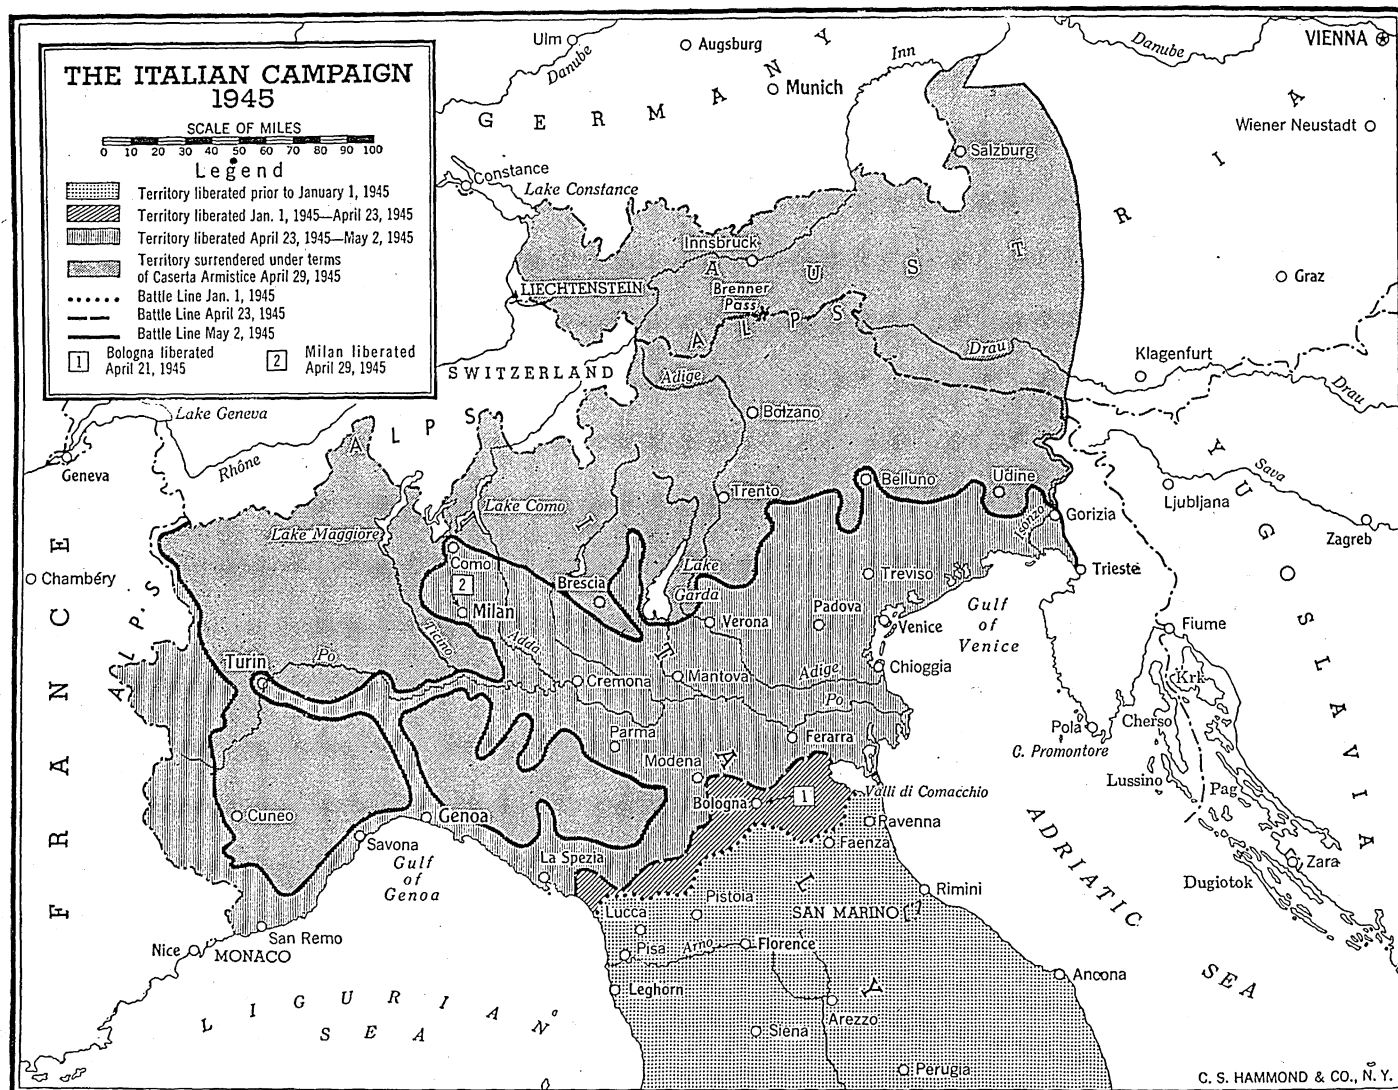 THE ITALIAN CAMPAIGN
1945
SCALE OF MILES
0 10 20 30 40 50 60 70 80 90 100
Legend
Territory liberated prior to January 1, 1945
Territory liberated Jan. 1, 1945—April 23, 1945
Territory liberated April 23, 1945—May 2, 1945
Territory surrendered under terms
of Caserta Armistice April 29, 1945
Battle Line Jan. 1, 1945
Battle Line April 23, 1945
Battle Line May 2, 1945
1 Bologna liberated
April 21, 1945
2 Milan liberated
April 29, 1945
Ulm
Danube
Augsburg
Munich
Inn
Danube
VIENNA
GERMANY
Wiener Neustadt
Salzburg
Constance
Lake Constance
AUSTRIA
Innsbruck
Graz
LIECHTENSTEIN
Brenner
Pass
ALPS
Drau
Klagenfurt
SWITZERLAND
Adige
Drau
Lake Geneva
Bolzano
ALPS
Geneva
Rhône
Trento
Belluno
Udine
Sava
Ljubljana
Lake Como
Lake Maggiore
Isonzo
Gorizia
Zagreb
YUGOSLAVIA
Chambéry
Como
2
Milan
Brescia
Lake
Garda
Treviso
Trieste
FRANCE
ALPS
Ticino
Adda
Verona
Padova
Venice
Gulf
of
Venice
Fiume
Turin
Po
Cremona
Mantova
Adige
Chioggia
Krk
ITALY
Po
Parma
Ferarra
Pola
Cherso
C. Promontore
Modena
Lussino
Pag
Bologna
1
Valli di Comacchio
Cuneo
Genoa
Ravenna
Savona
Faenza
ADRIATIC
SEA
Gulf
of
Genoa
La Spezia
Zara
Dugiotok
Pistoia
Rimini
Lucca
SAN MARINO
San Remo
Nice
MONACO
Pisa
Arno
Florence
Ancona
Leghorn
LIGURIAN
SEA
Arezzo
Siena
Perugia
C. S. HAMMOND & CO., N. Y.